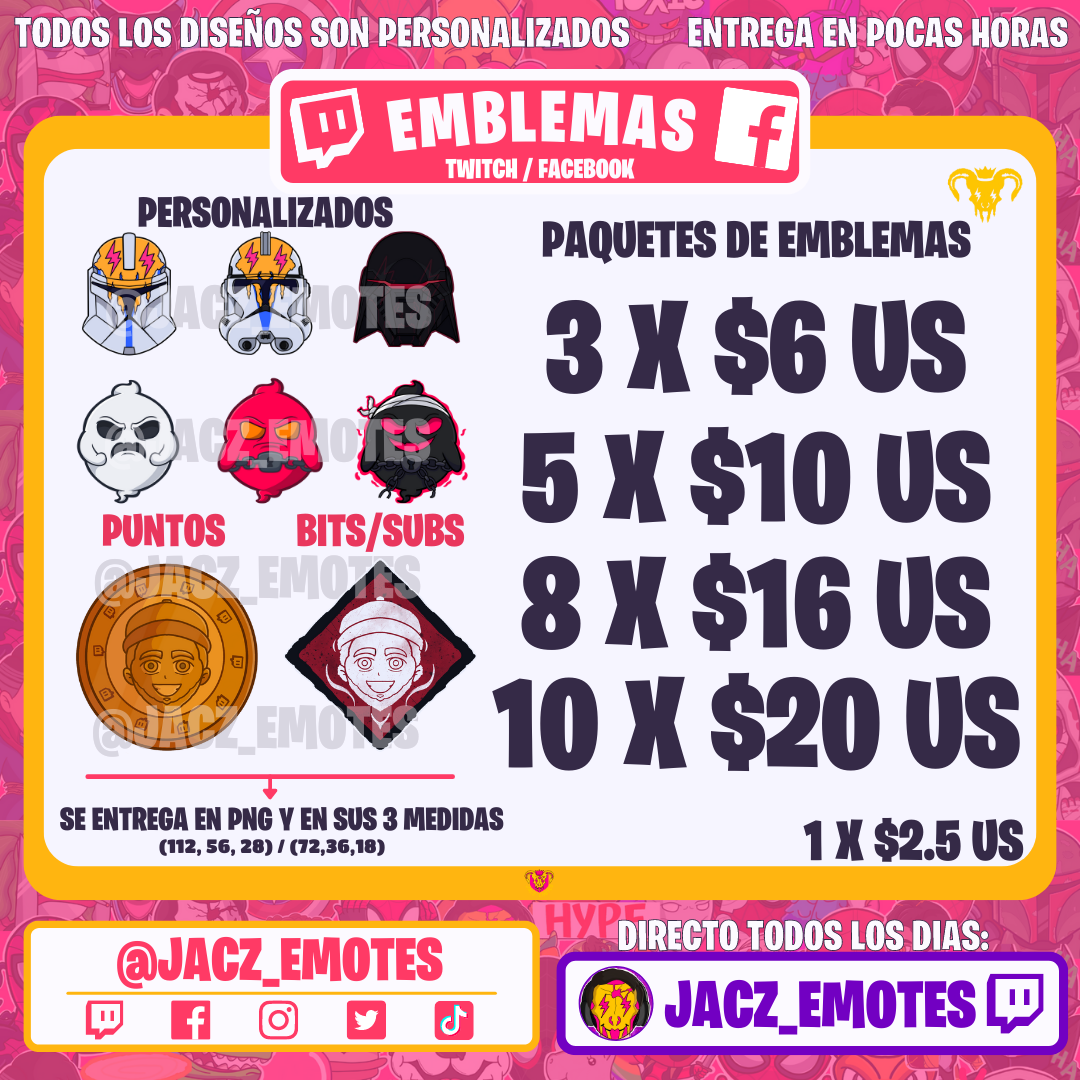 TODOS LOS DISEÑOS SON PERSONALIZADOS
ENTREGA EN POCAS HORAS
EMBLEMAS
TWITCH / FACEBOOK
PERSONALIZADOS
@JACZ_EMOTES
@JACZ_EMOTES
PUNTOS
BITS/SUBS
@JACZ_EMOTES
@JACZ_EMOTES
SE ENTREGA EN PNG Y EN SUS 3 MEDIDAS
(112, 56, 28) / (72,36,18)
PAQUETES DE EMBLEMAS
3 X $6 US
5 X $10 US
8 X $16 US
10 X $20 US
1 X $2.5 US
HYPE
@JACZ_EMOTES
DIRECTO TODOS LOS DIAS:
JACZ_EMOTES